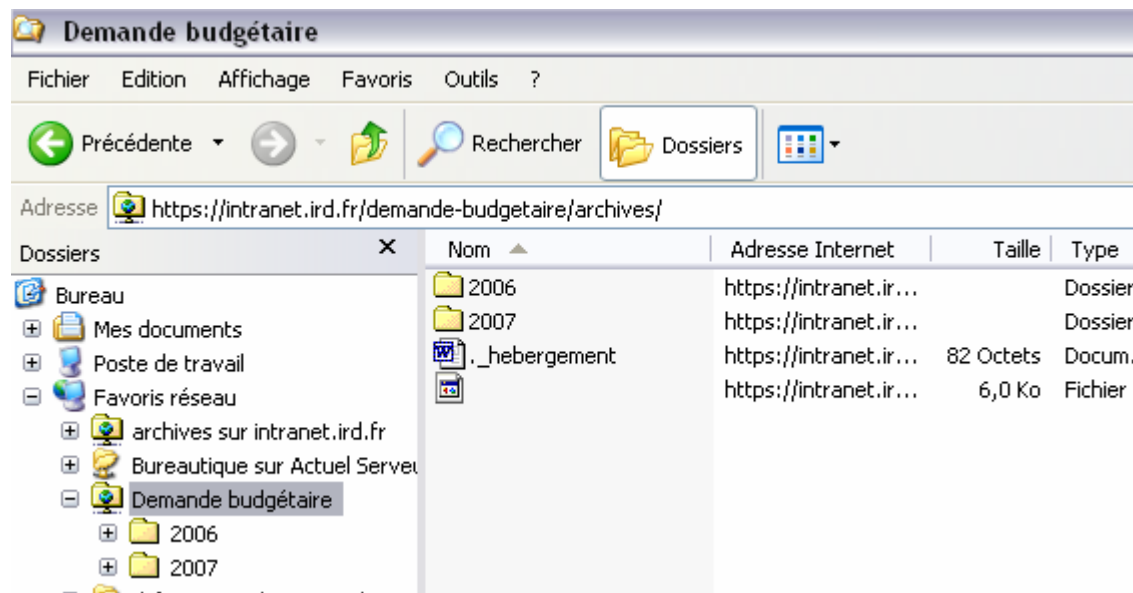 Demande budgétaire
Fichier Edition Affichage Favoris Outils ?
Précédente Rechercher Dossiers
Adresse https://intranet.ird.fr/demande-budgetaire/archives/
Dossiers X
Bureau
Mes documents
Poste de travail
Favoris réseau
archives sur intranet.ird.fr
Bureautique sur Actuel Serveu
Demande budgétaire
2006
2007
Nom Adresse Internet Taille Type
2006 https://intranet.ir... Dossier
2007 https://intranet.ir... Dossier
._hebergement https://intranet.ir... 82 Octets Docum.
https://intranet.ir... 6,0 Ko Fichier